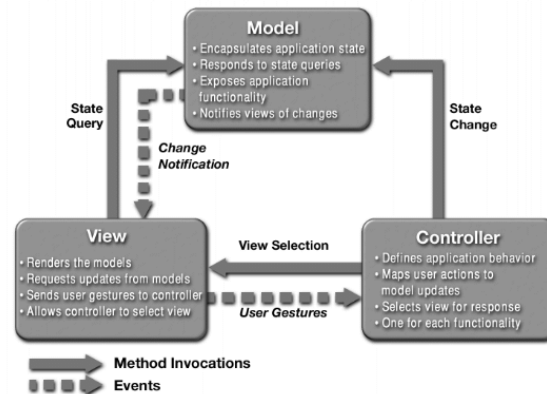 Model
• Encapsulates application state
• Responds to state queries
• Exposes application
functionality
• Notifies views of changes
State
Query
Change
Notification
State
Change
View
• Renders the models
• Requests updates from models
• Sends user gestures to controller
• Allows controller to select view
View Selection
User Gestures
Controller
• Defines application behavior
• Maps user actions to
model updates
• Selects view for response
• One for each functionality
Method Invocations
Events